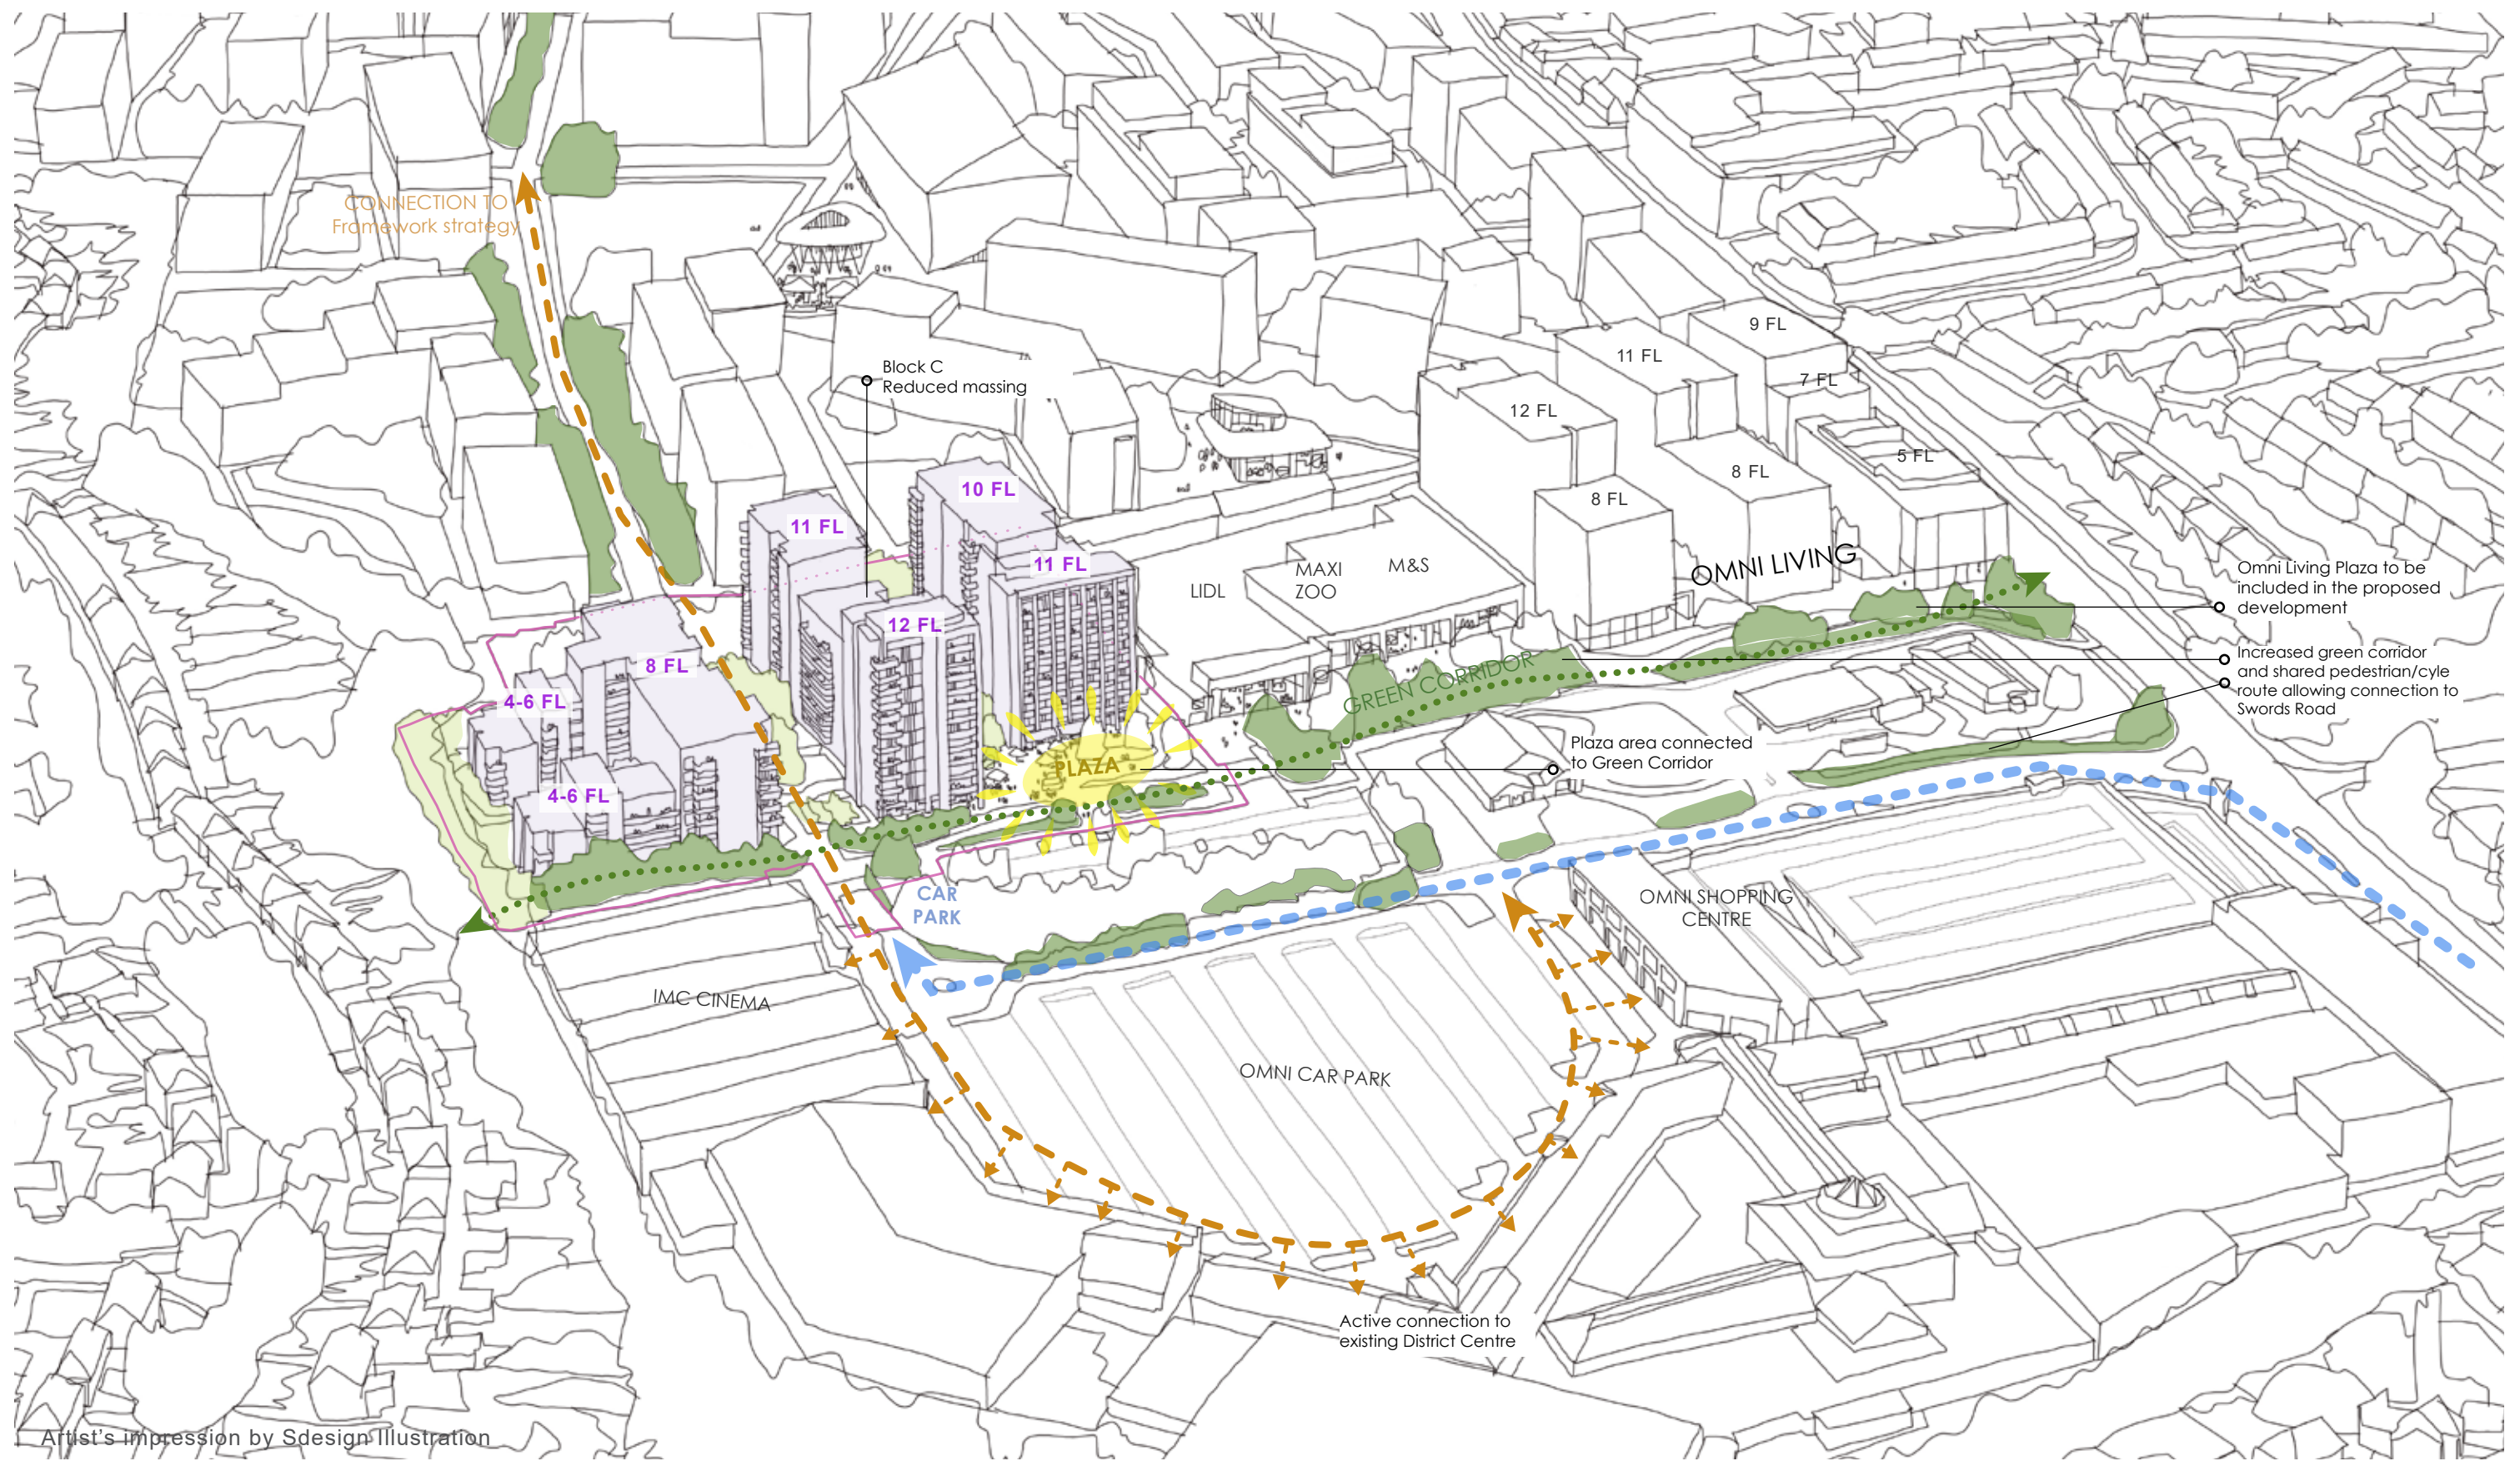 CONNECTION TO
Framework strategy
Block C
Reduced massing
9 FL
11 FL
7 FL
12 FL
5 FL
8 FL
8 FL
10 FL
11 FL
11 FL
12 FL
8 FL
4-6 FL
4-6 FL
LIDL
MAXI
ZOO
M&S
OMNI LIVING
Omni Living Plaza to be
included in the proposed
development
Increased green corridor
and shared pedestrian/cyle
route allowing connection to
Swords Road
GREEN CORRIDOR
Plaza area connected
to Green Corridor
PLAZA
CAR
PARK
OMNI SHOPPING
CENTRE
IMC CINEMA
OMNI CAR PARK
Active connection to
existing District Centre
Artist's impression by Sdesign Illustration